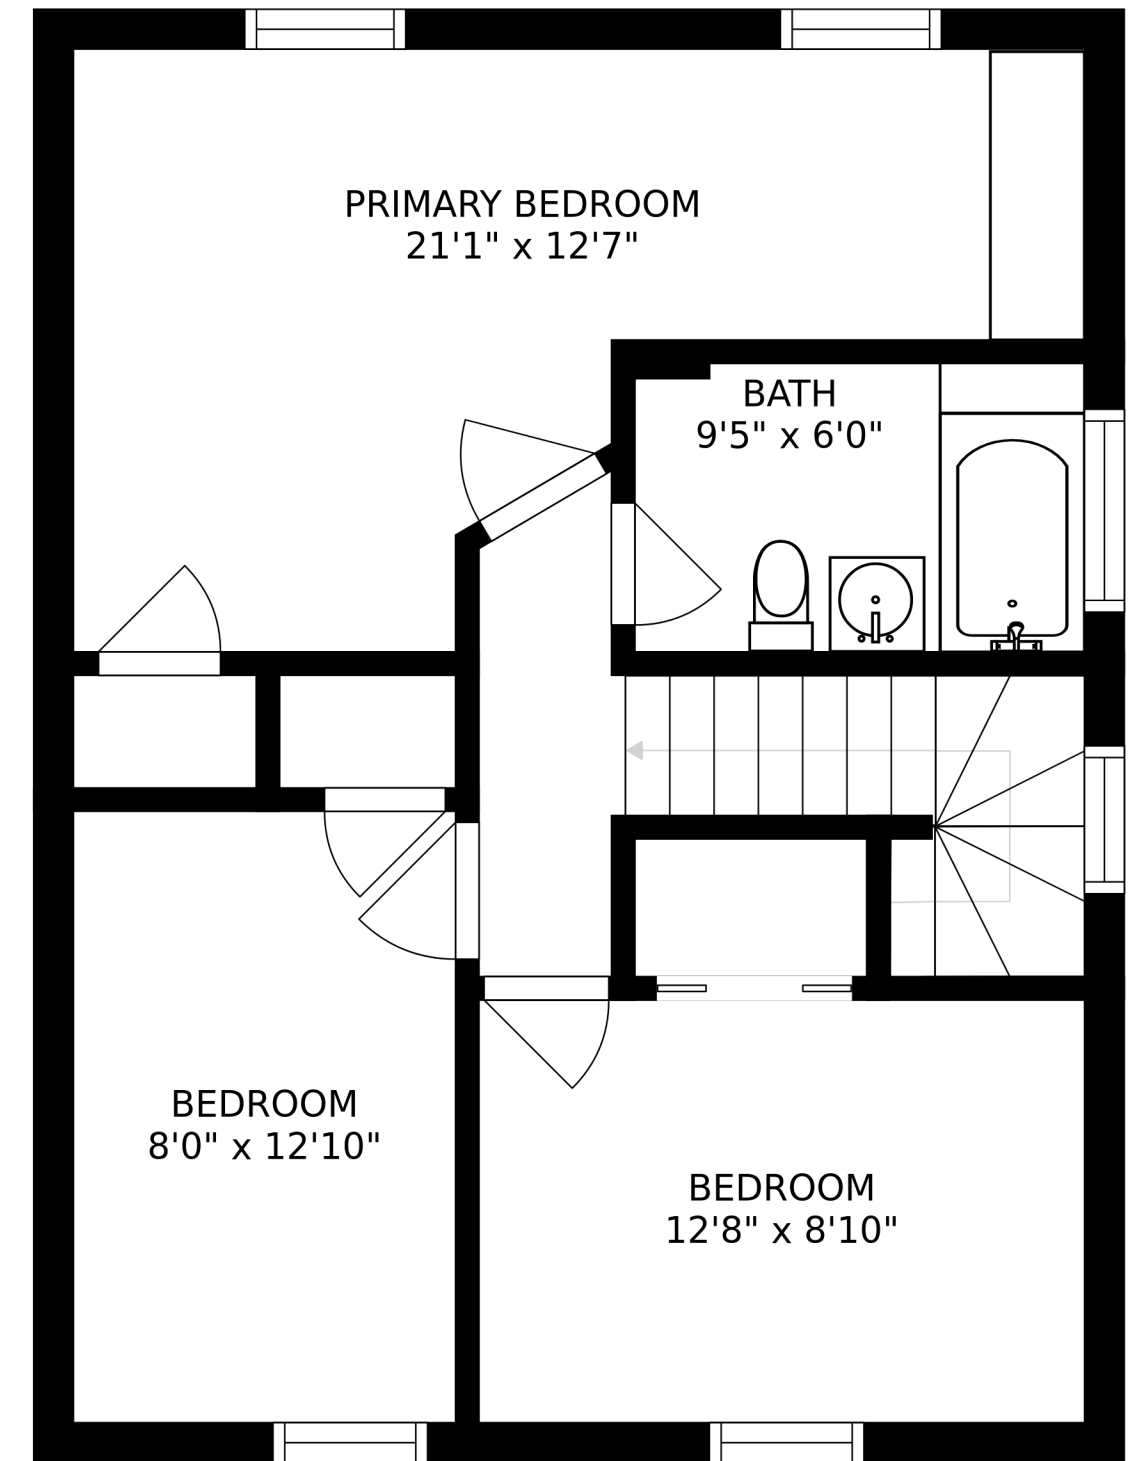 PRIMARY BEDROOM
21'1" x 12'7"
BATH
9'5" x 6'0"
BEDROOM
8'0" x 12'10"
BEDROOM
12'8" x 8'10"